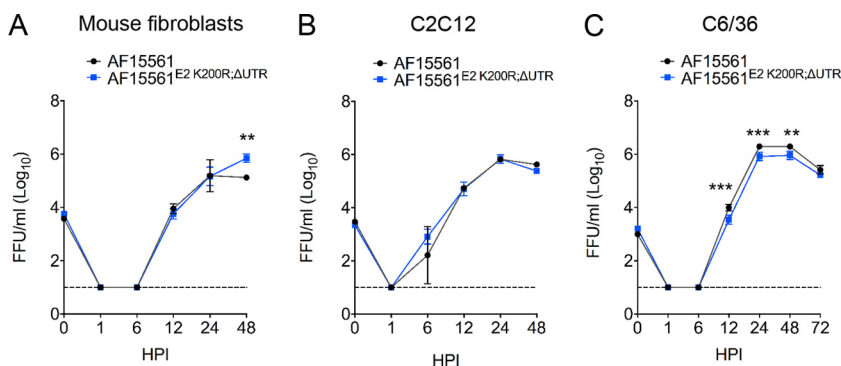 A
Mouse fibroblasts
AF15561
AF15561E2 K200R;ΔUTR
FFU/ml (Log10)
8
6
4
2
0
**
0 1 6 12 24 48
HPI
B
C2C12
AF15561
AF15561E2 K200R;ΔUTR
FFU/ml (Log10)
8
6
4
2
0
0 1 6 12 24 48
HPI
C
C6/36
AF15561
AF15561E2 K200R;ΔUTR
FFU/ml (Log10)
8
6
4
2
0
***
*** **
0 1 6 12 24 48 72
HPI